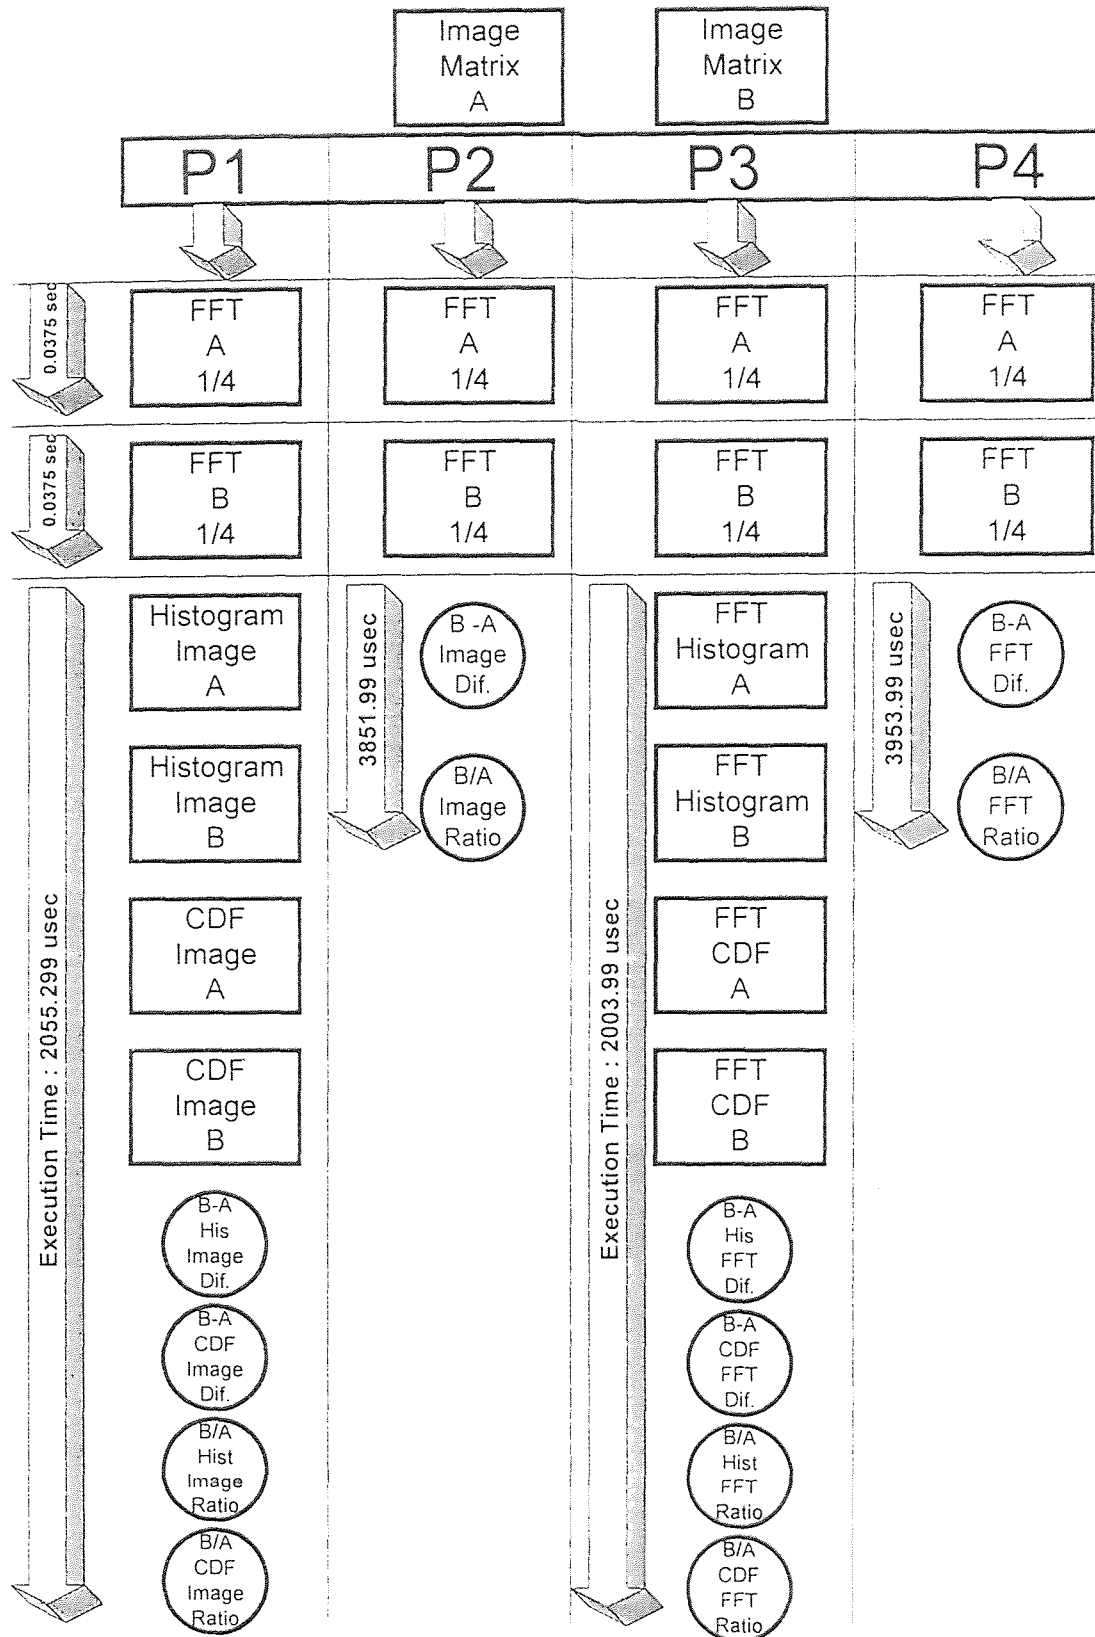 Image
Matrix
A
Image
Matrix
B
P1
P2
P3
P4
0.0375 sec
FFT
A
1/4
FFT
A
1/4
FFT
A
1/4
FFT
A
1/4
0.0375 sec
FFT
B
1/4
FFT
B
1/4
FFT
B
1/4
FFT
B
1/4
Execution Time : 2055.299 usec
Histogram
Image
A
Histogram
Image
B
CDF
Image
A
CDF
Image
B
B-A
His
Image
Dif.
B-A
CDF
Image
Dif.
B/A
Hist
Image
Ratio
B/A
CDF
Image
Ratio
3851.99 usec
B -A
Image
Dif.
B/A
Image
Ratio
Execution Time : 2003.99 usec
FFT
Histogram
A
FFT
Histogram
B
FFT
CDF
A
FFT
CDF
B
B-A
His
FFT
Dif.
B-A
CDF
FFT
Dif.
B/A
Hist
FFT
Ratio
B/A
CDF
FFT
Ratio
3953.99 usec
B-A
FFT
Dif.
B/A
FFT
Ratio